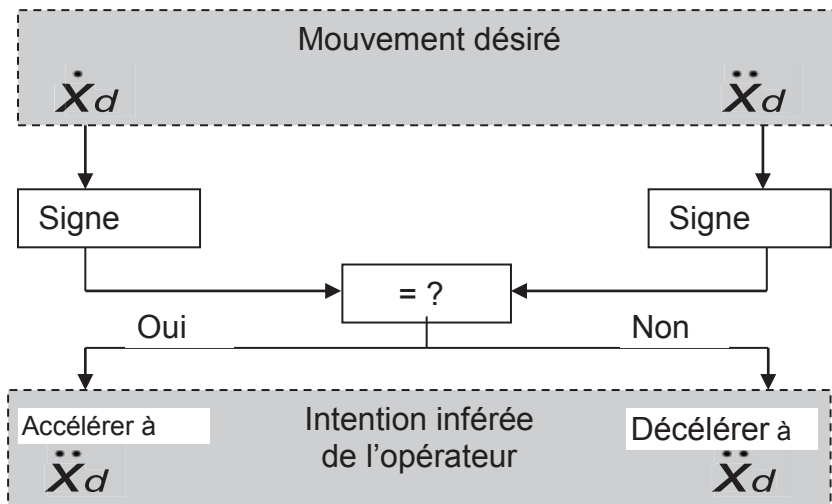 Mouvement désiré
ẋd ẍd
Signe Signe
= ?
Oui Non
Accélérer à Intention inférée Décélérer à
de l'opérateur
ẍd ẍd